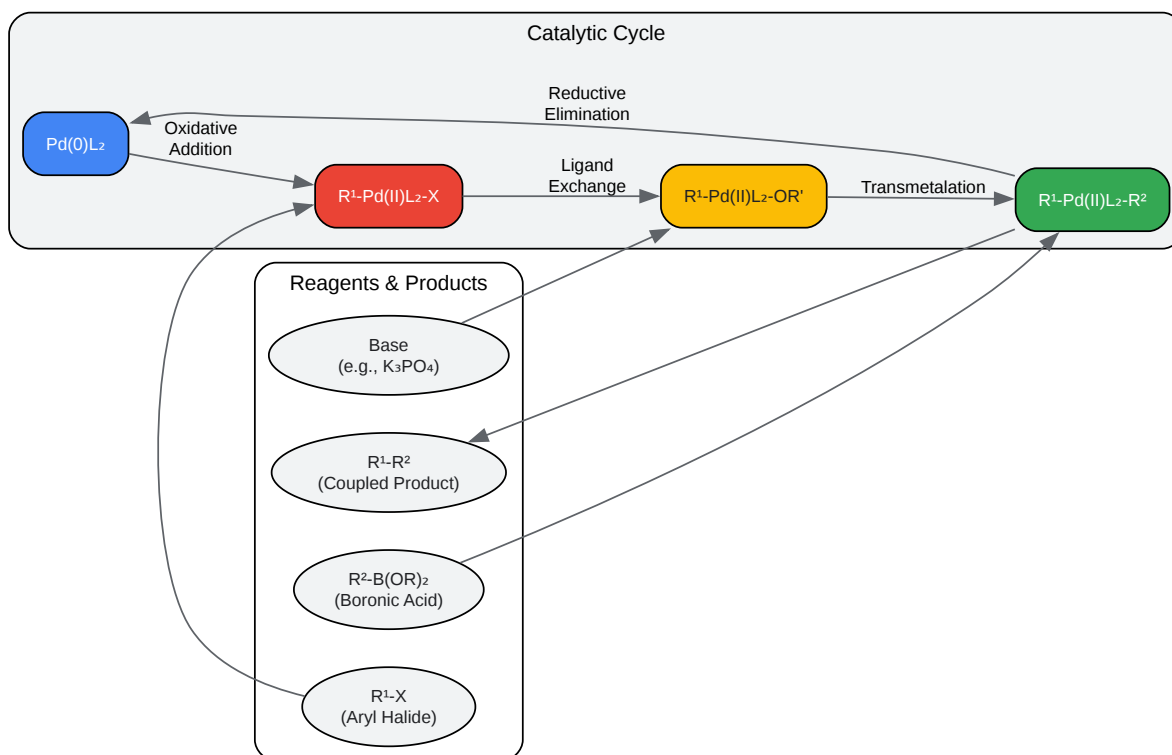 Catalytic Cycle
Reductive
Elimination
Pd(0)L₂
Oxidative
Addition
R¹-Pd(II)L₂-X
Ligand
Exchange
R¹-Pd(II)L₂-OR'
Transmetalation
R¹-Pd(II)L₂-R²
Reagents & Products
Base
(e.g., K₃PO₄)
R¹-R²
(Coupled Product)
R²-B(OR)₂
(Boronic Acid)
R¹-X
(Aryl Halide)